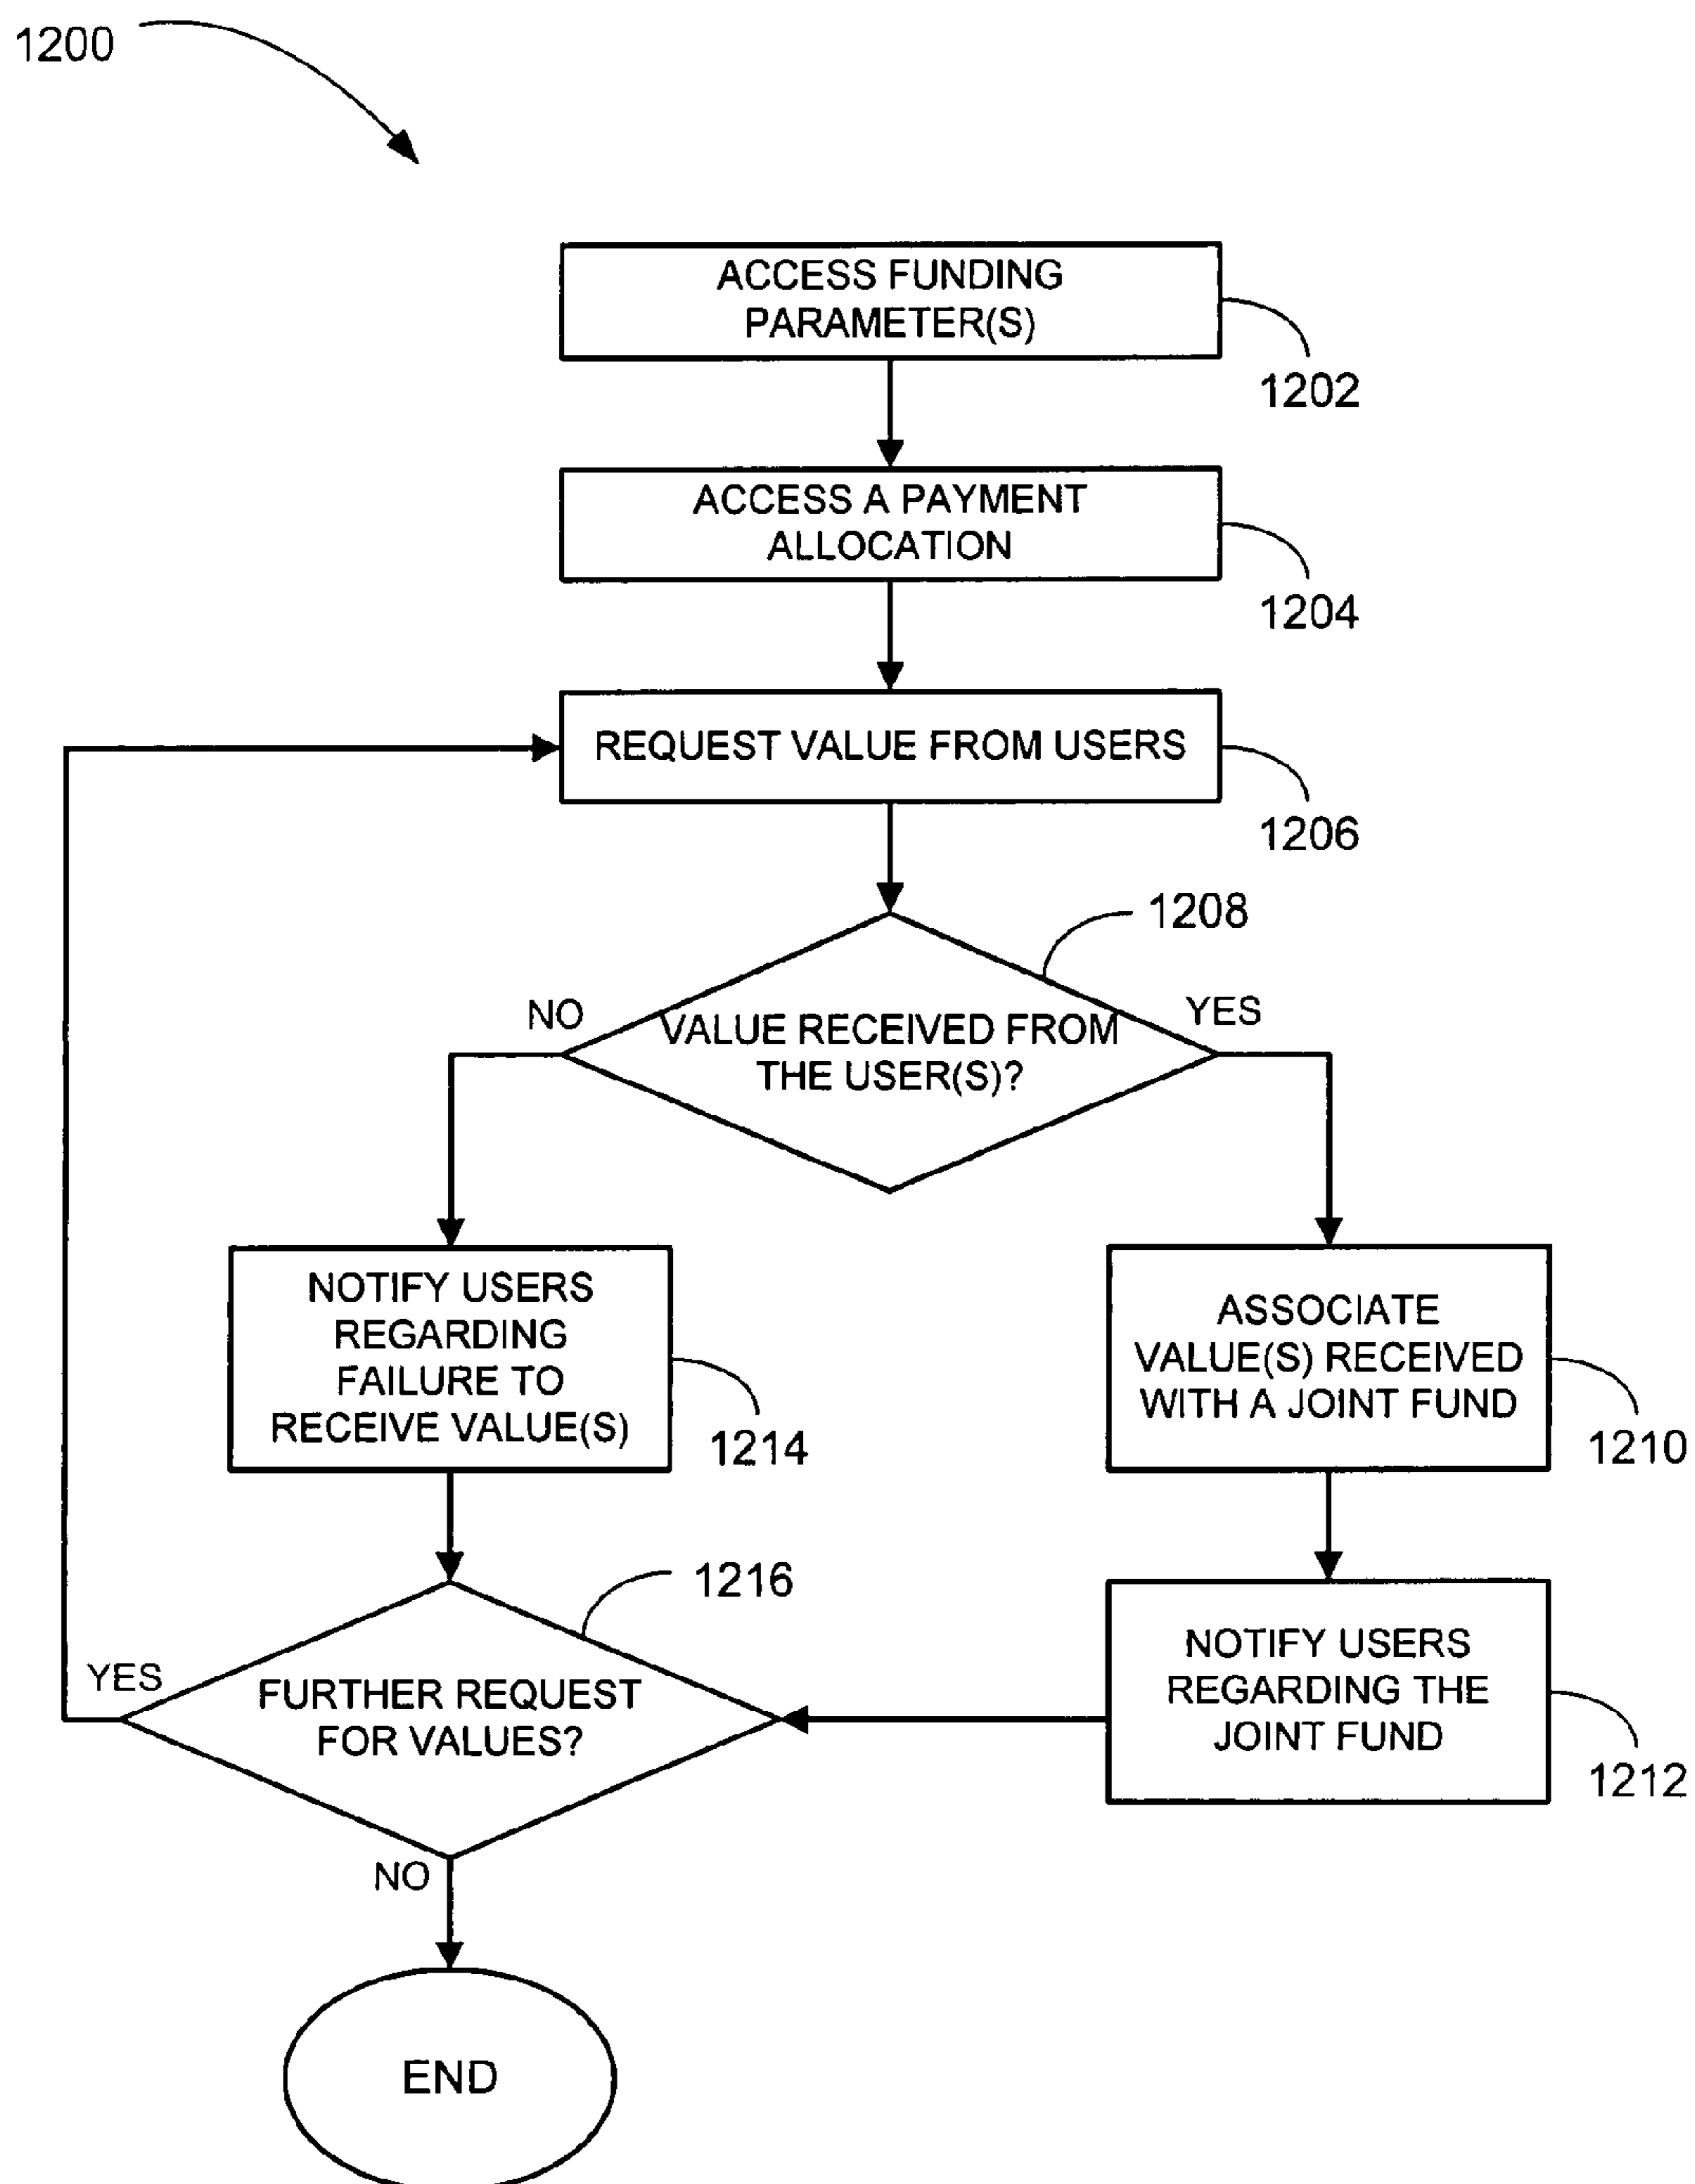 1200
ACCESS FUNDING
PARAMETER(S)
1202
ACCESS A PAYMENT
ALLOCATION
1204
REQUEST VALUE FROM USERS
1206
1208
NO
YES
VALUE RECEIVED FROM
THE USER(S)?
NOTIFY USERS
REGARDING
FAILURE TO
RECEIVE VALUE(S)
1214
ASSOCIATE
VALUE(S) RECEIVED
WITH A JOINT FUND
1210
1216
YES
FURTHER REQUEST
FOR VALUES?
NO
NOTIFY USERS
REGARDING THE
JOINT FUND
1212
END